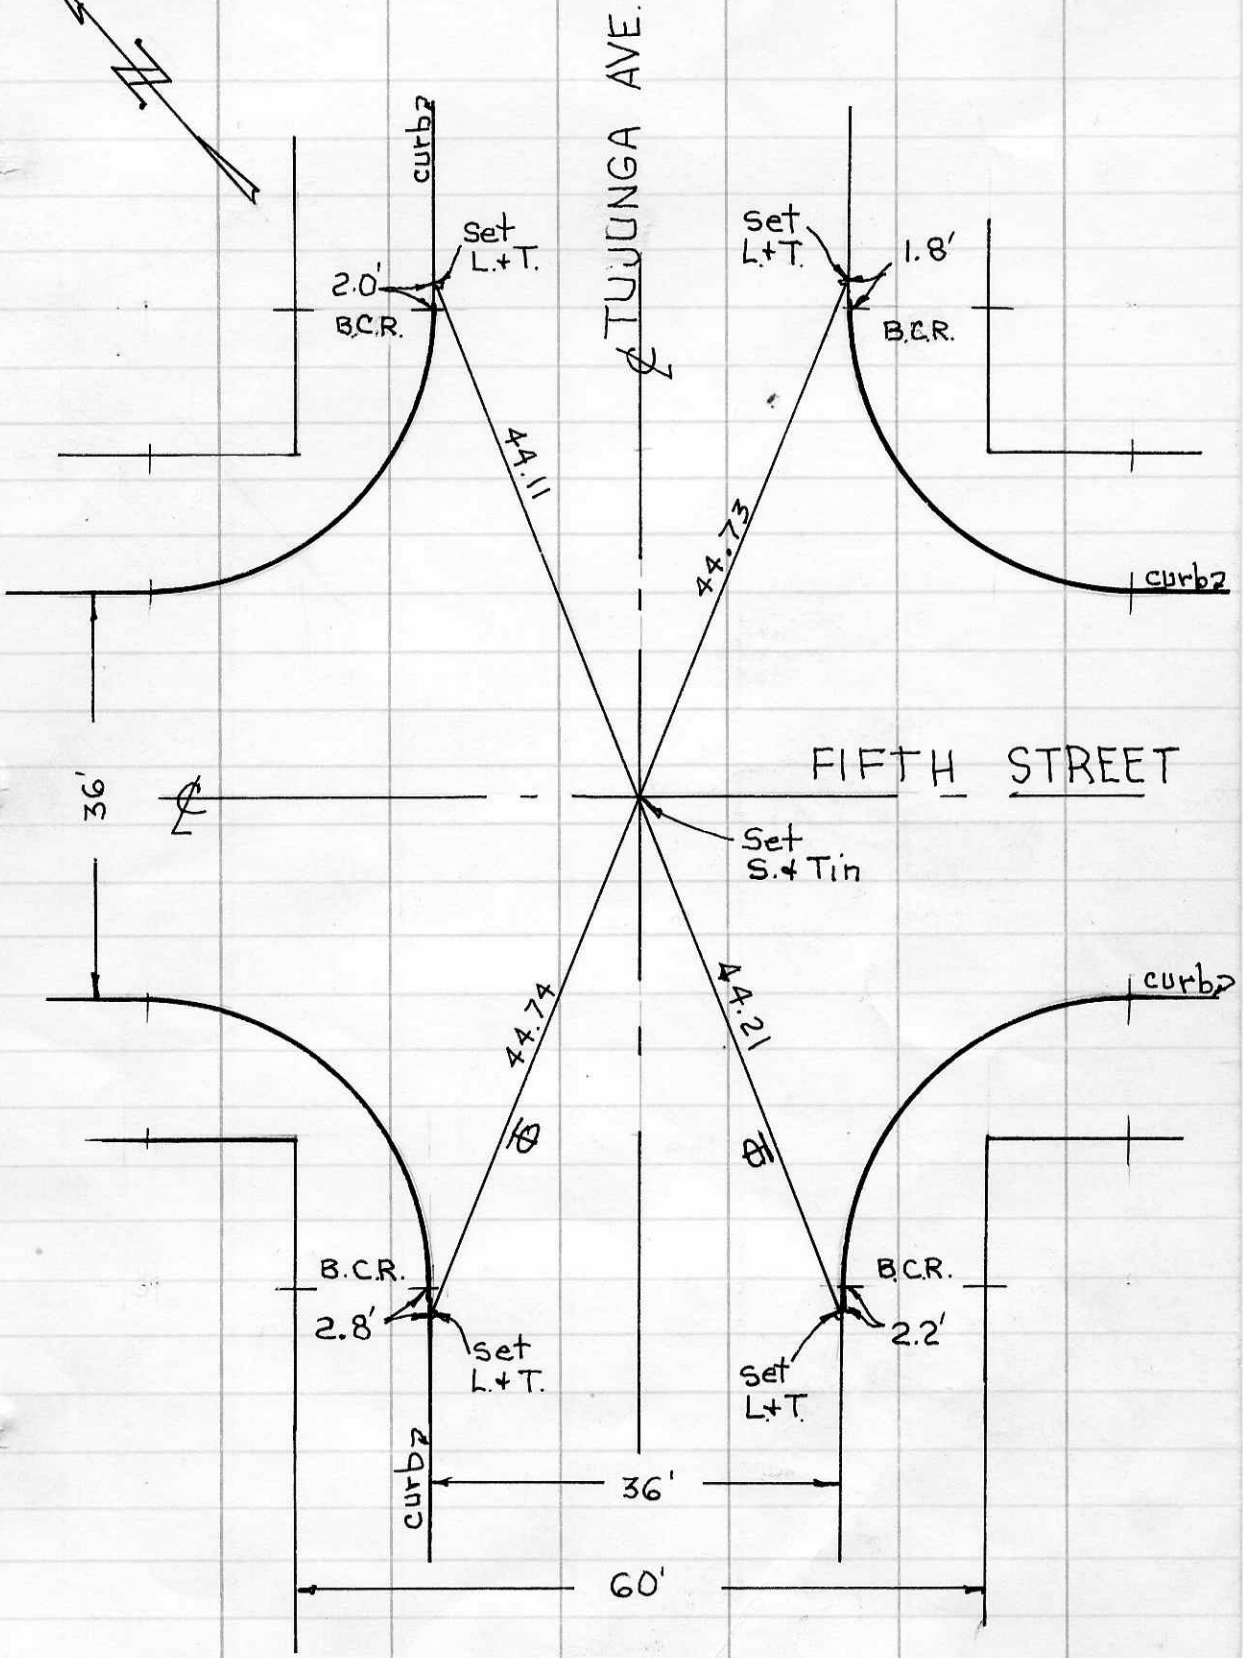 N
TUJUNGA AVE.
℄
curb
Set
L.+T.
2.0'
B.C.R.
Set
L.+T.
1.8'
B.C.R.
44.11
44.73
curb
36'
℄
FIFTH STREET
Set
S.+Tin
curb
44.74
44.21
B.C.R.
2.8'
Set
L.+T.
B.C.R.
2.2'
Set
L.+T.
curb
36'
60'